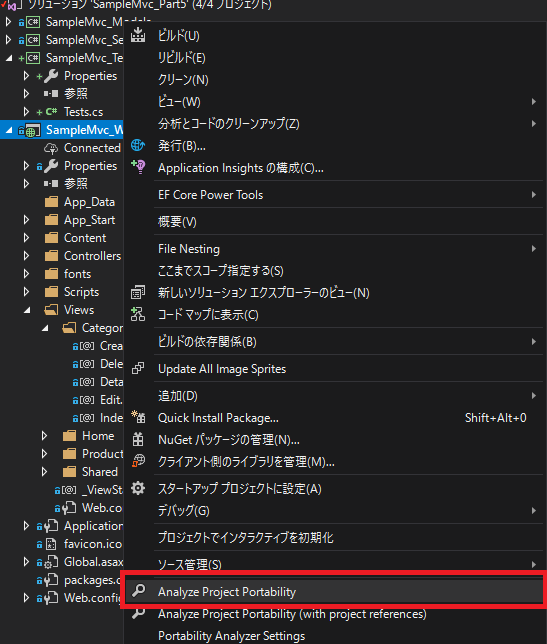 ソリューション 'SampleMvc_Part5' (4/4 プロジェクト)
SampleMvc_Models
SampleMvc_Se
SampleMvc_Te
Properties
参照
Tests.cs
SampleMvc_W
Connected
Properties
参照
App_Data
App_Start
Content
Controllers
fonts
Scripts
Views
Categor
Crea
Dele
Deta
Edit.
Inde
Home
Produc
Shared
_ViewSta
Web.co
Application
favicon.ico
Global.asax
packages.c
Web.config
ビルド(U)
リビルド(E)
クリーン(N)
ビュー(W)
分析とコードのクリーンアップ(Z)
発行(B)...
Application Insights の構成(C)...
EF Core Power Tools
概要(V)
File Nesting
ここまでスコープ指定する(S)
新しいソリューション エクスプローラーのビュー(N)
コード マップに表示(C)
ビルドの依存関係(B)
Update All Image Sprites
追加(D)
Quick Install Package... Shift+Alt+0
NuGet パッケージの管理(N)...
クライアント側のライブラリを管理(M)...
スタートアップ プロジェクトに設定(A)
デバッグ(G)
プロジェクトでインタラクティブを初期化
ソース管理(S)
Analyze Project Portability
Analyze Project Portability (with project references)
Portability Analyzer Settings